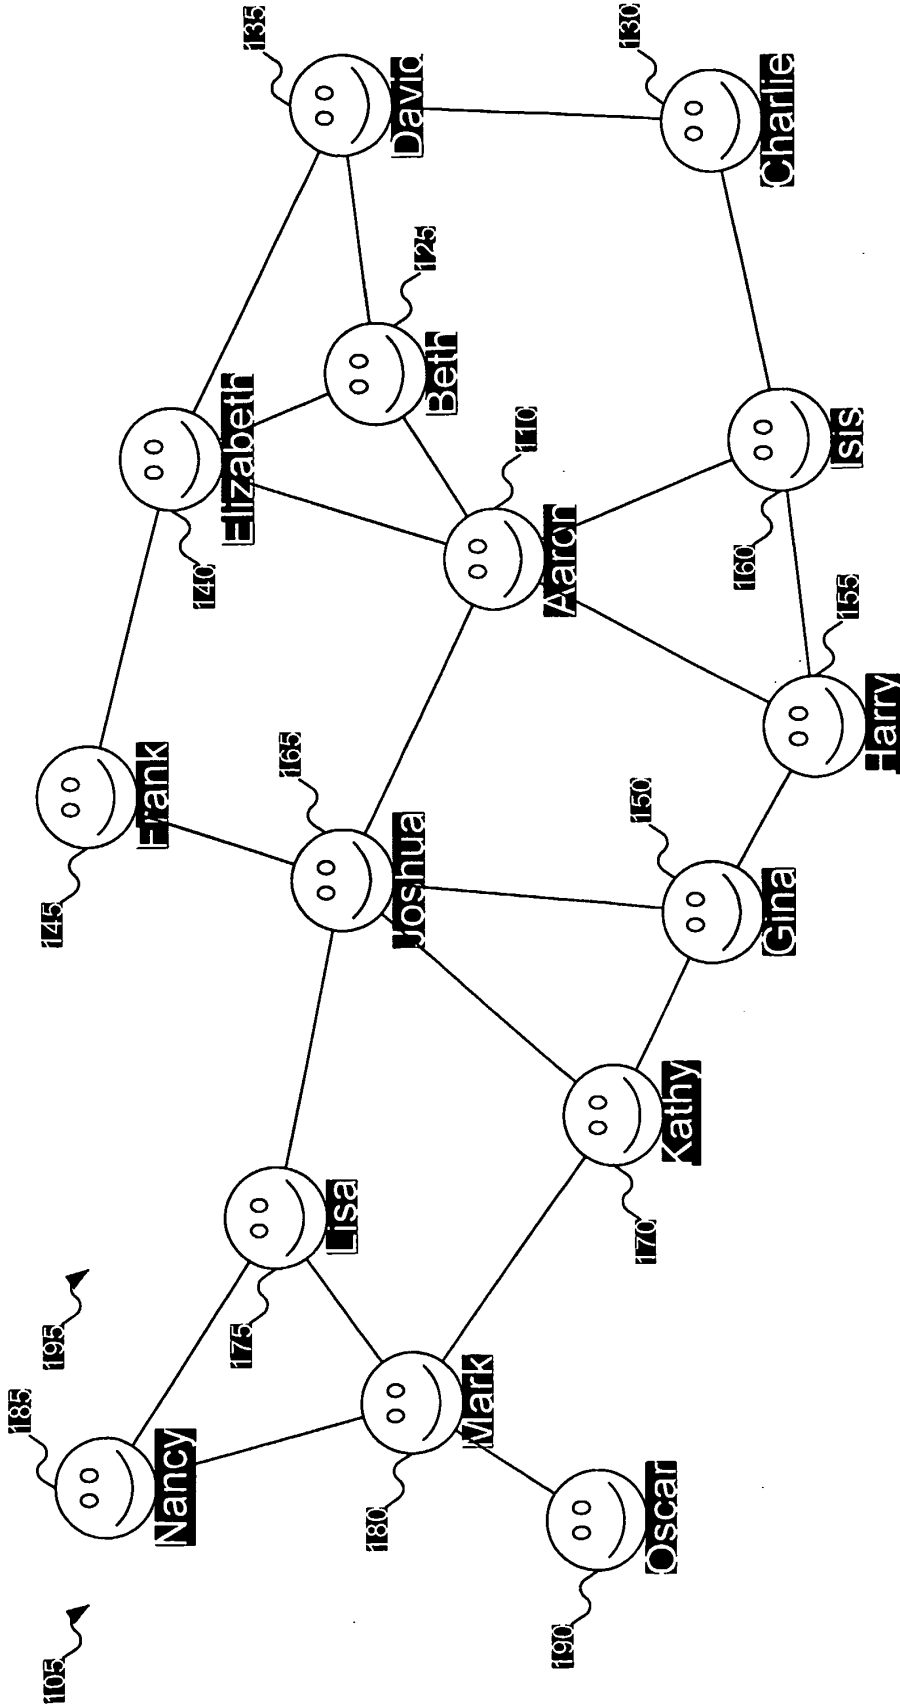 105
195
185
Nancy
145
Frank
140
Elizabeth
135
David
175
Lisa
165
Joshua
125
Beth
180
Mark
110
Aaron
190
Oscar
170
Kathy
150
Gina
160
Isis
130
Charlie
155
Harry